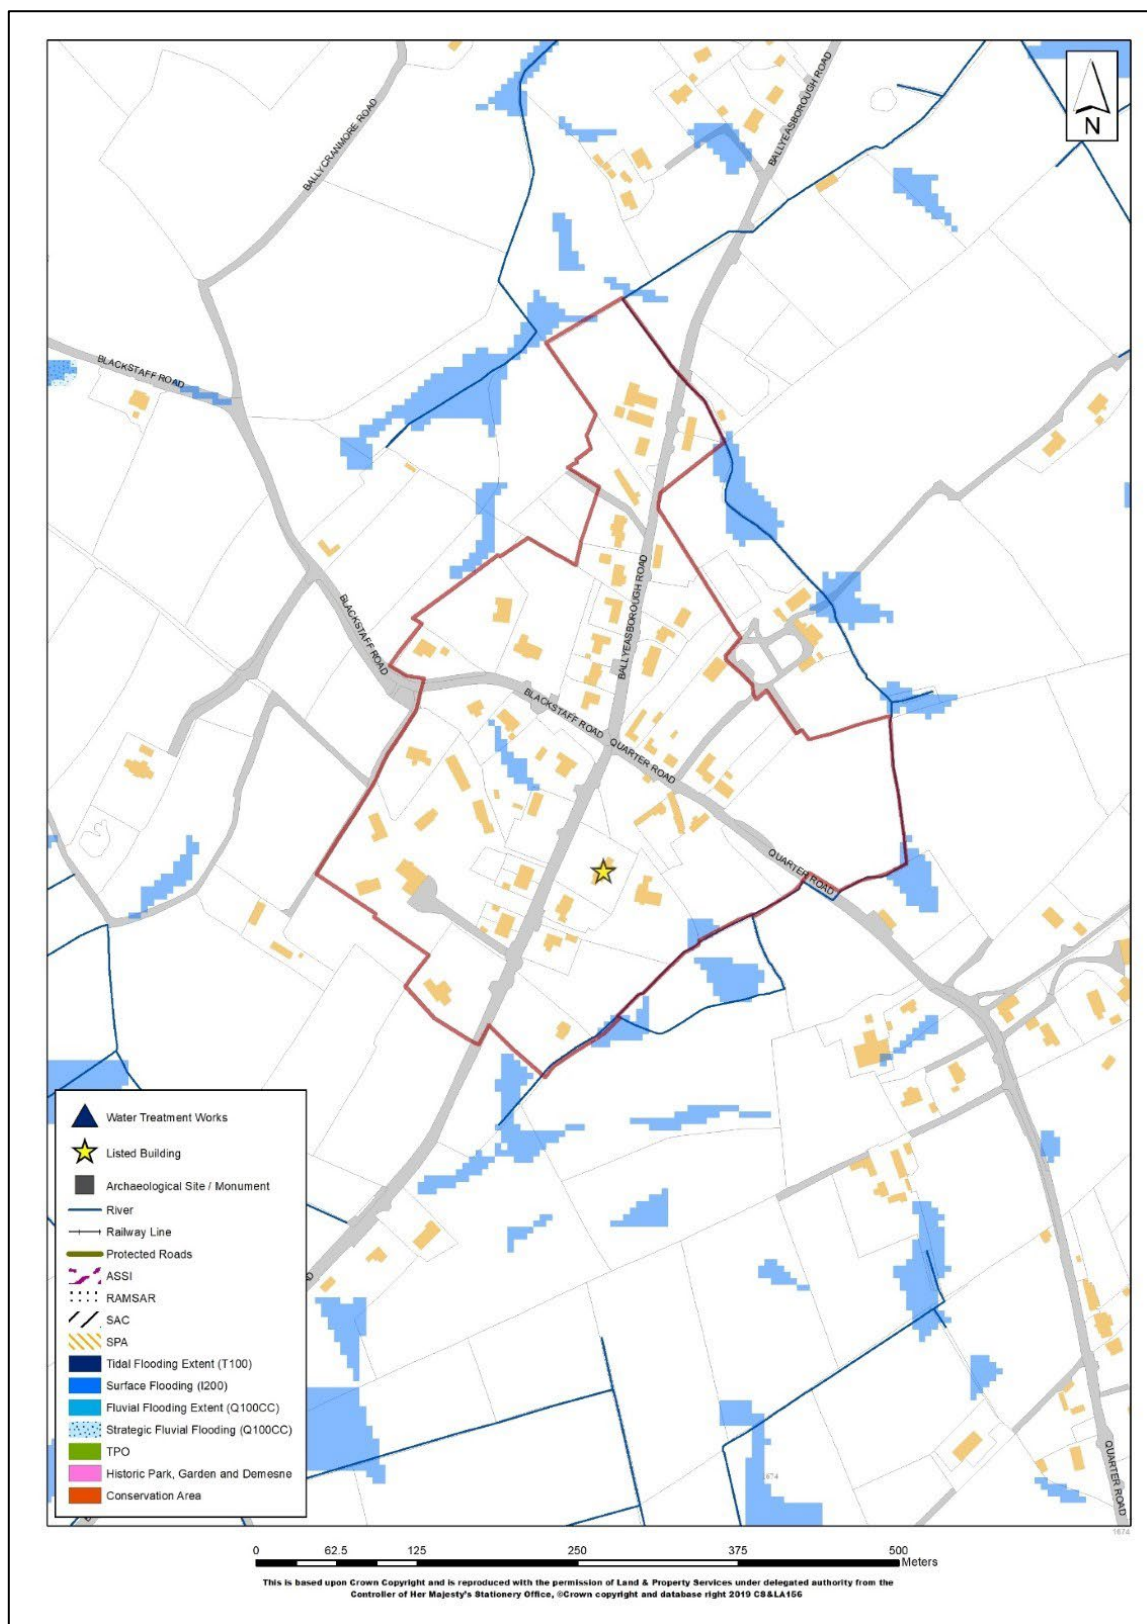 BALLYCRANMORE ROAD
BALLYEASBOROUGH ROAD
N
BLACKSTAFF ROAD
BALLYEASBOROUGH ROAD
BLACKSTAFF ROAD
BLACKSTAFF ROAD
QUARTER ROAD
QUARTER ROAD
Water Treatment Works
Listed Building
Archaeological Site / Monument
River
Railway Line
Protected Roads
ASSI
RAMSAR
SAC
SPA
Tidal Flooding Extent (T100)
Surface Flooding (I200)
Fluvial Flooding Extent (Q100CC)
Strategic Fluvial Flooding (Q100CC)
TPO
Historic Park, Garden and Demesne
Conservation Area
QUARTER ROAD
1674
1674
0 62.5 125 250 375 500
Meters
This is based upon Crown Copyright and is reproduced with the permission of Land & Property Services under delegated authority from the
Controller of Her Majesty's Stationery Office, ©Crown copyright and database right 2019 CS&LA156